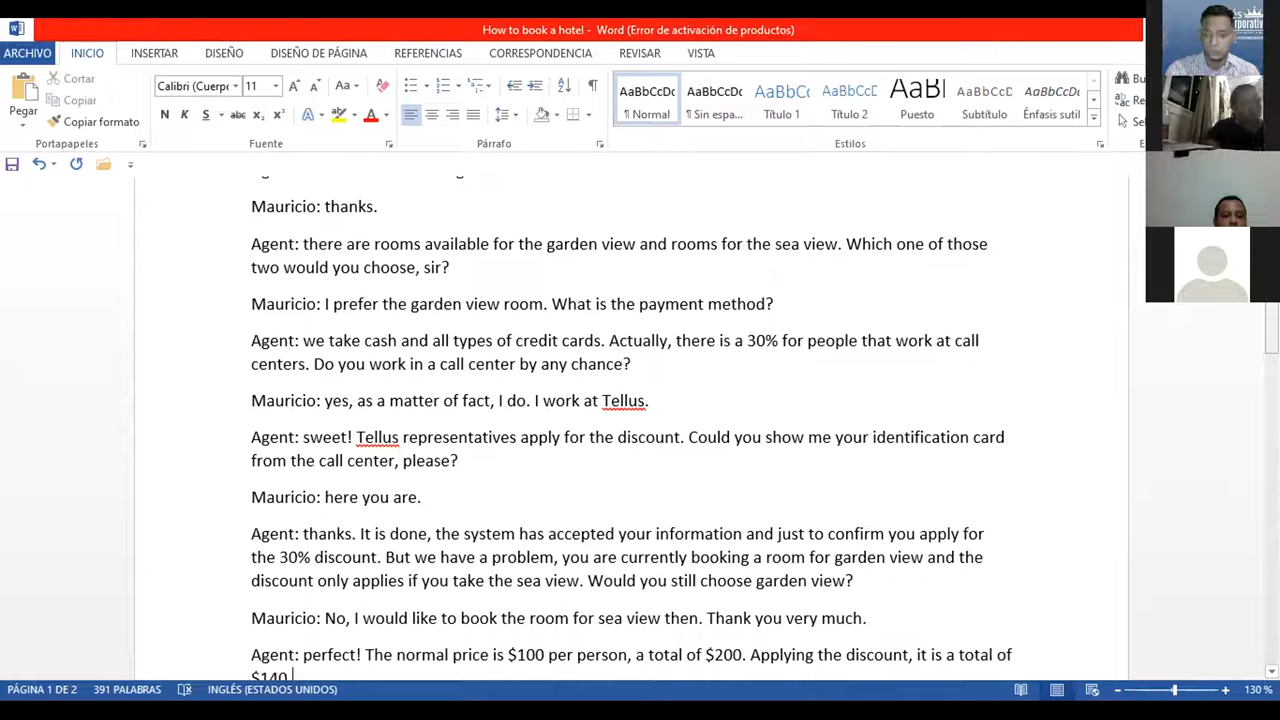 How to book a hotel - Word (Error de activación de productos)
ARCHIVO INICIO INSERTAR DISEÑO DISEÑO DE PÁGINA REFERENCIAS CORRESPONDENCIA REVISAR VISTA
Cortar
Copiar
Pegar
Copiar formato
Calibri (Cuerpo 11
N K S abc x₂ x²
AaBbCcDc AaBbCcDc AaBbCc AaBbCcD AaBl AaBbCcD AaBbCcDc
¶ Normal ¶ Sin espa... Título 1 Título 2 Puesto Subtítulo Énfasis sutil
Portapapeles Fuente Párrafo Estilos
Mauricio: thanks.
Agent: there are rooms available for the garden view and rooms for the sea view. Which one of those
two would you choose, sir?
Mauricio: I prefer the garden view room. What is the payment method?
Agent: we take cash and all types of credit cards. Actually, there is a 30% for people that work at call
centers. Do you work in a call center by any chance?
Mauricio: yes, as a matter of fact, I do. I work at Tellus.
Agent: sweet! Tellus representatives apply for the discount. Could you show me your identification card
from the call center, please?
Mauricio: here you are.
Agent: thanks. It is done, the system has accepted your information and just to confirm you apply for
the 30% discount. But we have a problem, you are currently booking a room for garden view and the
discount only applies if you take the sea view. Would you still choose garden view?
Mauricio: No, I would like to book the room for sea view then. Thank you very much.
Agent: perfect! The normal price is $100 per person, a total of $200. Applying the discount, it is a total of
$140
PÁGINA 1 DE 2 391 PALABRAS INGLÉS (ESTADOS UNIDOS) 130 %